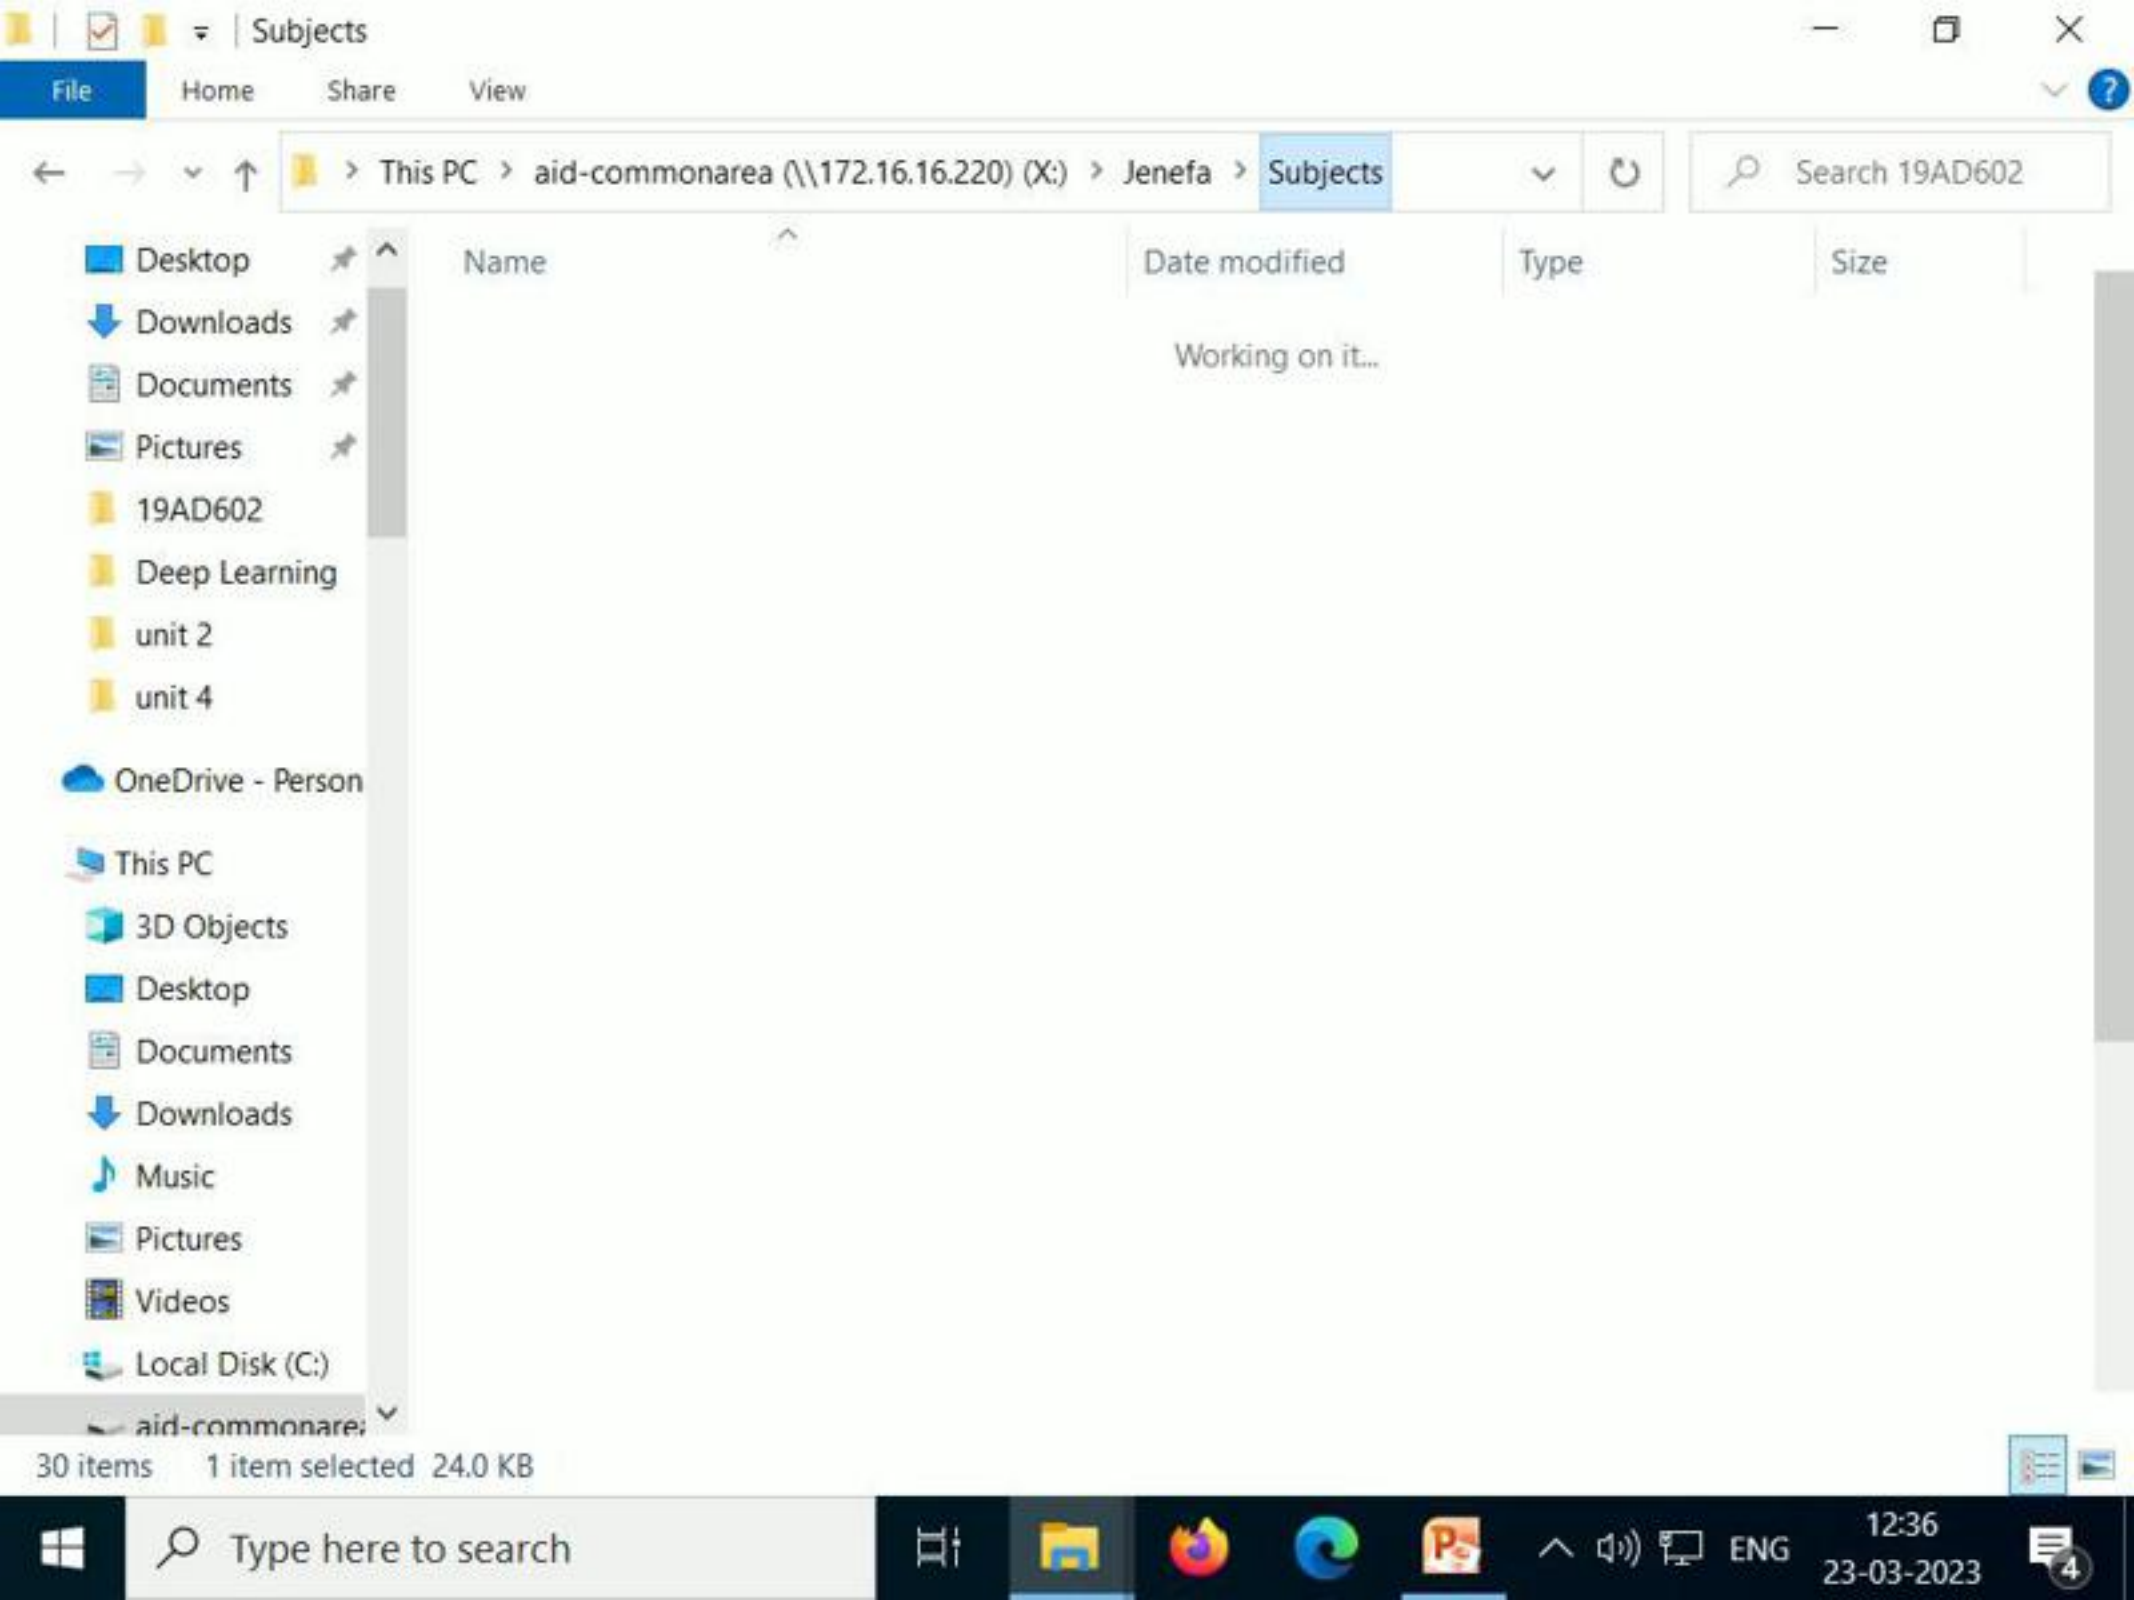 Subjects
File Home Share View
This PC > aid-commonarea (\\172.16.16.220) (X:) > Jenefa > Subjects
Search 19AD602
Name Date modified Type Size
Working on it...
Desktop
Downloads
Documents
Pictures
19AD602
Deep Learning
unit 2
unit 4
OneDrive - Person
This PC
3D Objects
Desktop
Documents
Downloads
Music
Pictures
Videos
Local Disk (C:)
aid-commonarea
30 items 1 item selected 24.0 KB
Type here to search
ENG
12:36
23-03-2023
4